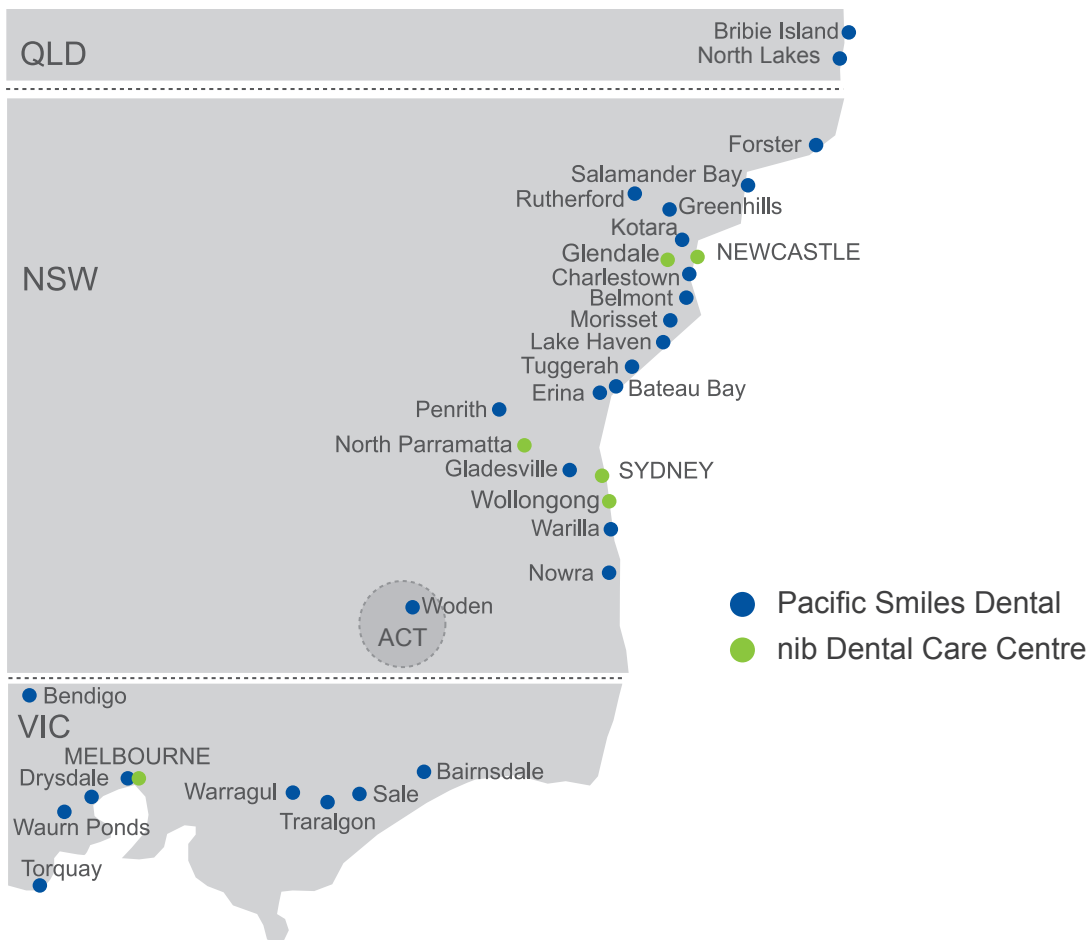 Bribie Island
QLD
North Lakes
Forster
Salamander Bay
Rutherford
Greenhills
Kotara
Glendale
NEWCASTLE
NSW
Charlestown
Belmont
Morisset
Lake Haven
Tuggerah
Erina
Bateau Bay
Penrith
North Parramatta
Gladesville
SYDNEY
Wollongong
Warilla
Nowra
Woden
ACT
Pacific Smiles Dental
nib Dental Care Centre
Bendigo
VIC
MELBOURNE
Drysdale
Bairnsdale
Warragul
Sale
Traralgon
Waurn Ponds
Torquay